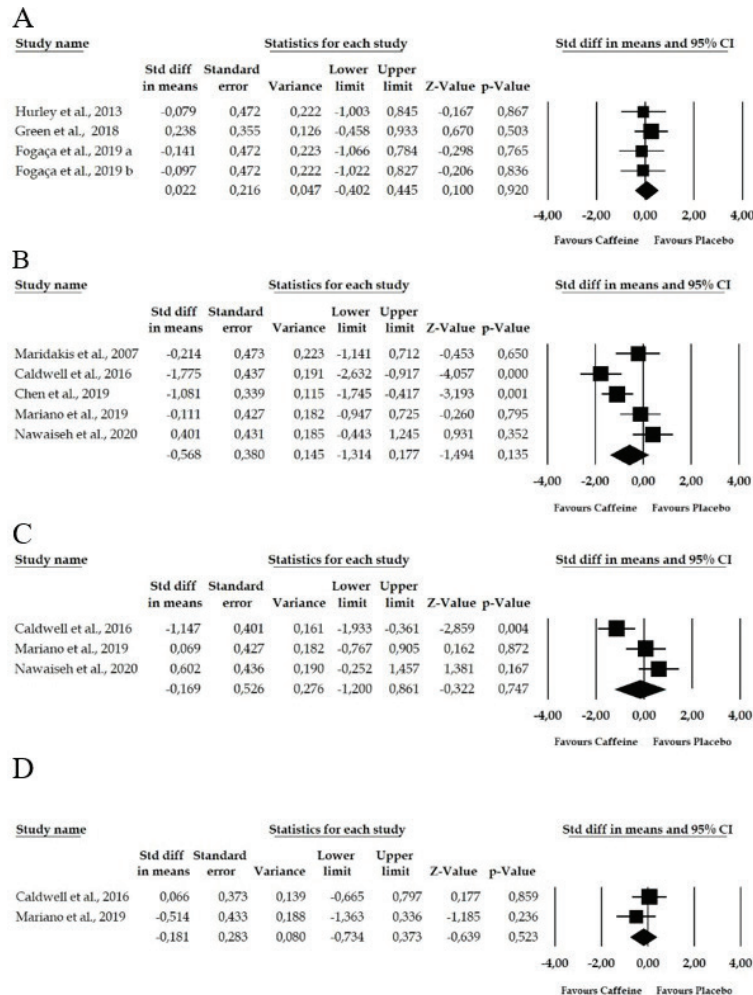 A
Study name Statistics for each study Std diff in means and 95% CI
Std diff Standard Lower Upper
in means error Variance limit limit Z-Value p-Value
Hurley et al., 2013 -0,079 0,472 0,222 -1,003 0,845 -0,167 0,867
Green et al., 2018 0,238 0,355 0,126 -0,458 0,933 0,670 0,503
Fogaça et al., 2019 a -0,141 0,472 0,223 -1,066 0,784 -0,298 0,765
Fogaça et al., 2019 b -0,097 0,472 0,222 -1,022 0,827 -0,206 0,836
0,022 0,216 0,047 -0,402 0,445 0,100 0,920
-4,00 -2,00 0,00 2,00 4,00
Favours Caffeine Favours Placebo
B
Study name Statistics for each study Std diff in means and 95% CI
Std diff Standard Lower Upper
in means error Variance limit limit Z-Value p-Value
Maridakis et al., 2007 -0,214 0,473 0,223 -1,141 0,712 -0,453 0,650
Caldwell et al., 2016 -1,775 0,437 0,191 -2,632 -0,917 -4,057 0,000
Chen et al., 2019 -1,081 0,339 0,115 -1,745 -0,417 -3,193 0,001
Mariano et al., 2019 -0,111 0,427 0,182 -0,947 0,725 -0,260 0,795
Nawaiseh et al., 2020 0,401 0,431 0,185 -0,443 1,245 0,931 0,352
-0,568 0,380 0,145 -1,314 0,177 -1,494 0,135
-4,00 -2,00 0,00 2,00 4,00
Favours Caffeine Favours Placebo
C
Study name Statistics for each study Std diff in means and 95% CI
Std diff Standard Lower Upper
in means error Variance limit limit Z-Value p-Value
Caldwell et al., 2016 -1,147 0,401 0,161 -1,933 -0,361 -2,859 0,004
Mariano et al., 2019 0,069 0,427 0,182 -0,767 0,905 0,162 0,872
Nawaiseh et al., 2020 0,602 0,436 0,190 -0,252 1,457 1,381 0,167
-0,169 0,526 0,276 -1,200 0,861 -0,322 0,747
-4,00 -2,00 0,00 2,00 4,00
Favours Caffeine Favours Placebo
D
Study name Statistics for each study Std diff in means and 95% CI
Std diff Standard Lower Upper
in means error Variance limit limit Z-Value p-Value
Caldwell et al., 2016 0,066 0,373 0,139 -0,665 0,797 0,177 0,859
Mariano et al., 2019 -0,514 0,433 0,188 -1,363 0,336 -1,185 0,236
-0,181 0,283 0,080 -0,734 0,373 -0,639 0,523
-4,00 -2,00 0,00 2,00 4,00
Favours Caffeine Favours Placebo